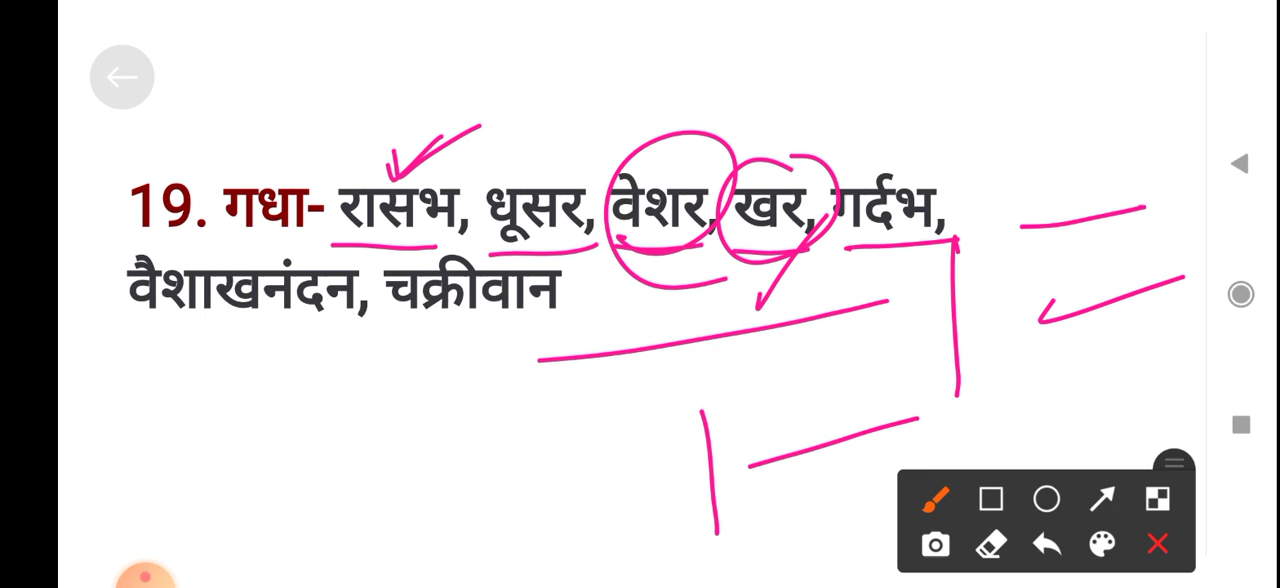 19. गधा- रासभ, धूसर, वेशर, खर, गर्दभ,
वैशाखनंदन, चक्रीवान